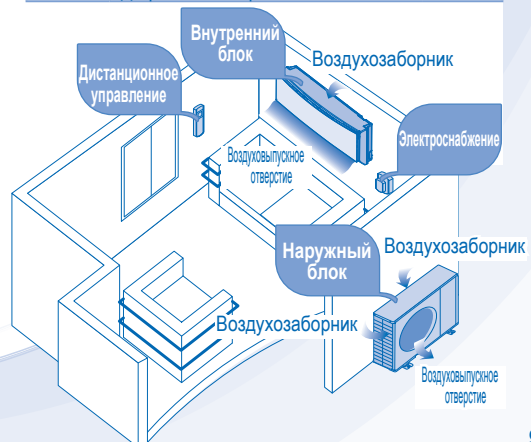 Внутренний
блок
Воздухозаборник
Дистанционное
управление
Электроснабжение
Воздуховыпускное
отверстие
Наружный
блок
Воздухозаборник
Воздухозаборник
Воздуховыпускное
отверстие